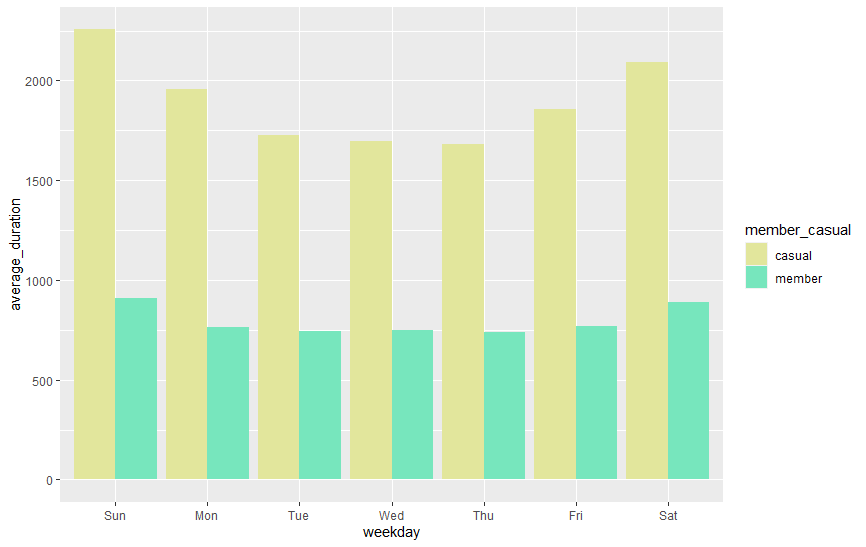 average_duration
2000
1500
1000
500
0
Sun Mon Tue Wed Thu Fri Sat
weekday
member_casual
casual
member